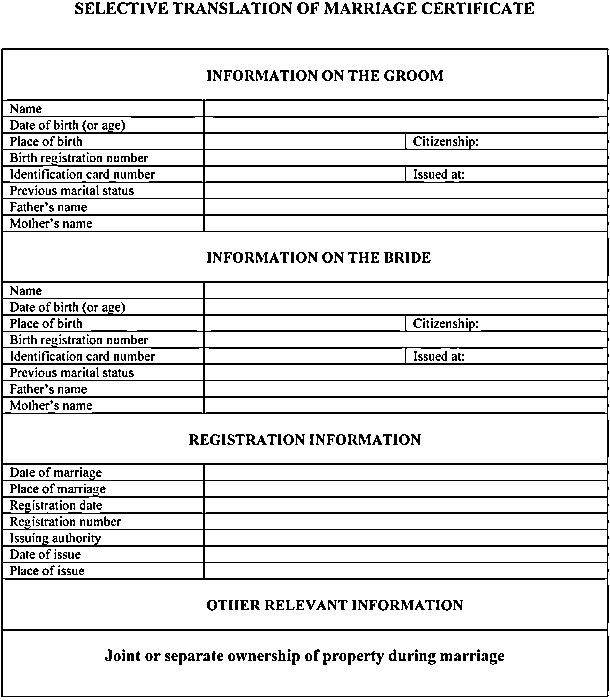 SELECTIVE TRANSLATION OF MARRIAGE CERTIFICATE
INFORMATION ON THE GROOM
Name
Date of birth (or age)
Place of birth Citizenship:
Birth registration number
Identification card number Issued at:
Previous marital status
Father's name
Mother's name
INFORMATION ON THE BRIDE
Name
Date of birth (or age)
Place of birth Citizenship:
Birth registration number
Identification card number Issued at:
Previous marital status
Father's name
Mother's name
REGISTRATION INFORMATION
Date of marriage
Place of marriage
Registration date
Registration number
Issuing authority
Date of issue
Place of issue
OTHER RELEVANT INFORMATION
Joint or separate ownership of property during marriage